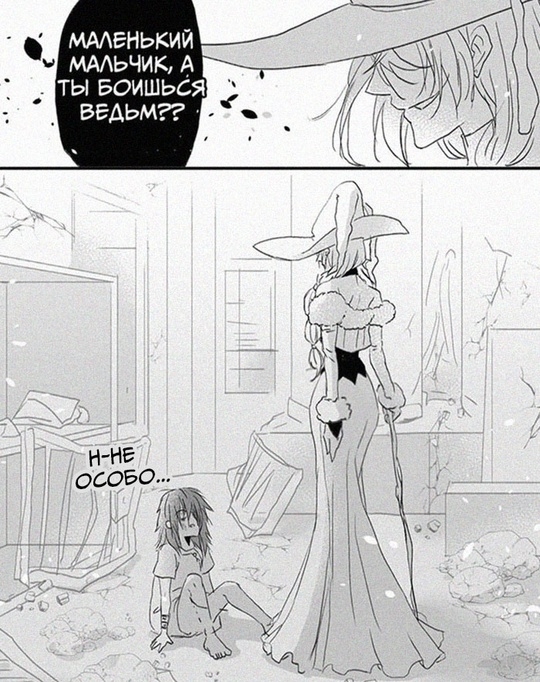 МАЛЕНЬКИЙ
МАЛЬЧИК, А
ТЫ БОИШЬСЯ
ВЕДЬМ??
Н-НЕ
ОСОБО...